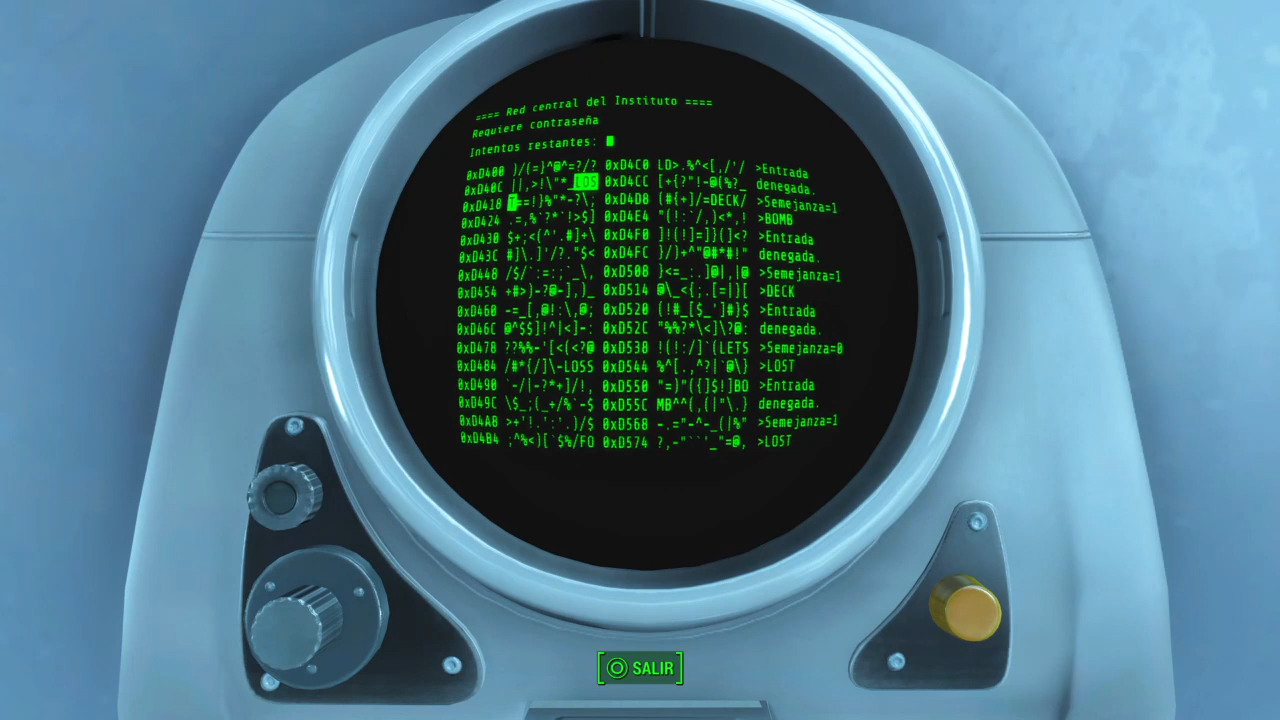 ==== Red central del Instituto ====
Requiere contraseña
Intentos restantes: ■
0xD400 )/(=}^@^=?/? 0xD4C0 LD>.%^<[,/'/ >Entrada
0xD40C ||,>!\"*_LOS 0xD4CC [+{?"!-@(%?_ denegada.
0xD418 T==!}%"*-?\; 0xD4D8 (#{+]/=DECK/ >Semejanza=1
0xD424 .=,%`?*`!>$] 0xD4E4 "(!:`/,)<*,! >BOMB
0xD430 $+;<(^'.#]+\ 0xD4F0 ]!(!]=]}(]<? >Entrada
0xD43C #]\.]'/?."$< 0xD4FC }/)+^"@#*#!" denegada.
0xD448 /$/`:=:;`_\, 0xD508 }<=_:.]@|,|@ >Semejanza=1
0xD454 +#>)-?@-],)_ 0xD514 @\_<{;.[=|}[ >DECK
0xD460 -=_[,@!:\,@; 0xD520 (!#_[$_']#}$ >Entrada
0xD46C @^$$]!^|<]-: 0xD52C "%%?*\<]\?@: denegada.
0xD478 ??%%-'[<(<?@ 0xD538 !(!:/]`(LETS >Semejanza=0
0xD484 /#*{/]\-LOSS 0xD544 %^[.,^?|`@\} >LOST
0xD490 `-/|-?*+]/!, 0xD550 "=)"({]$!]BO >Entrada
0xD49C \$_;(_+/%`-$ 0xD55C MB^^{,(|"\.} denegada.
0xD4A8 >+'!.':'.)/$ 0xD568 -.="-^-_(|%" >Semejanza=1
0xD4B4 ;^%<)[`$%/FO 0xD574 ?,-"``'_"=@, >LOST
SALIR